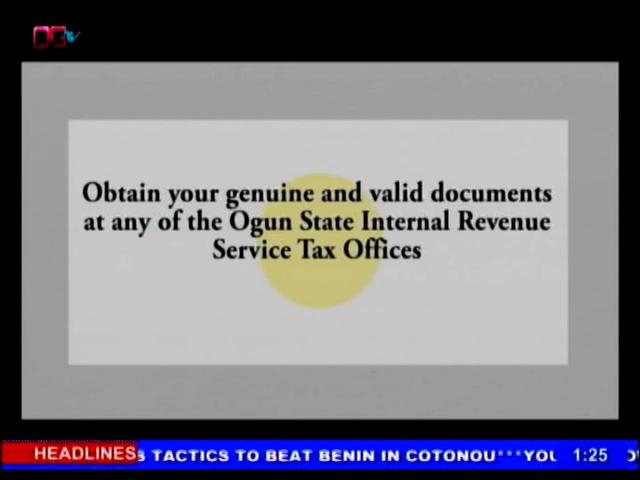 Obtain your genuine and valid documents
at any of the Ogun State Internal Revenue
Service Tax Offices
HEADLINES TACTICS TO BEAT BENIN IN COTONOU***YOU 1:25